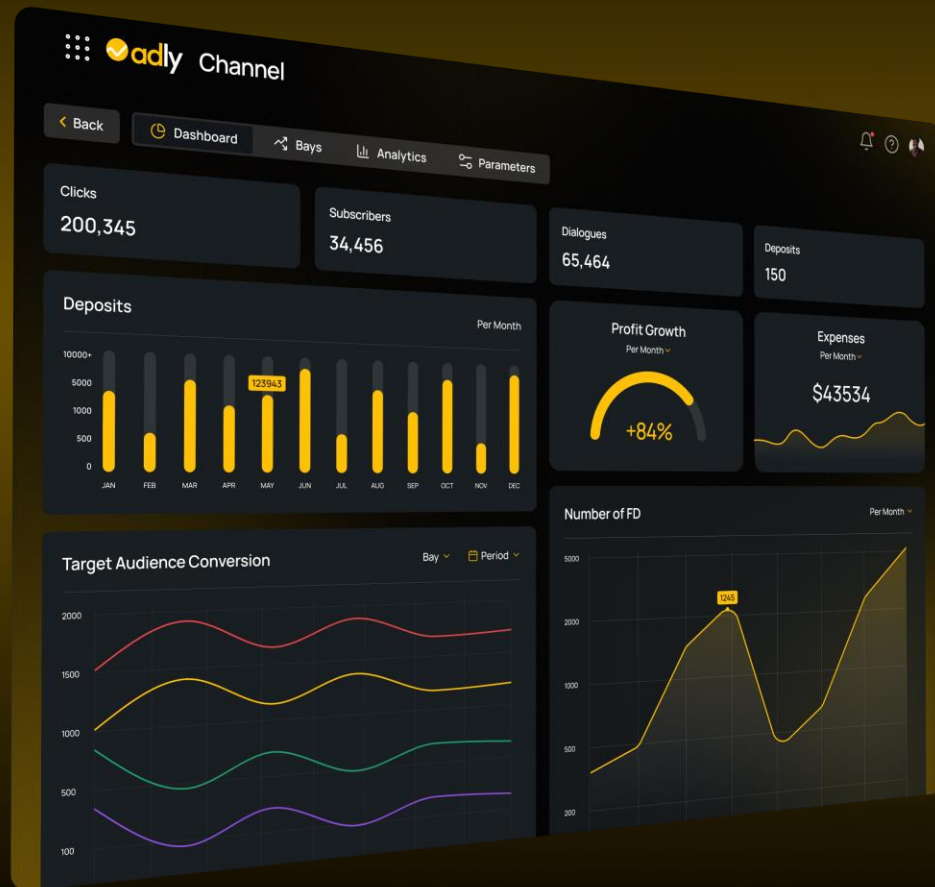 adly Channel
Back
Dashboard
Bays
Analytics
Parameters
Clicks
200,345
Subscribers
34,456
Dialogues
65,464
Deposits
150
Deposits
Per Month
10000+
5000
1000
500
0
123943
JAN FEB MAR APR MAY JUN JUL AUG SEP OCT NOV DEC
Profit Growth
Per Month
+84%
Expenses
Per Month
$43534
Target Audience Conversion
Bay
Period
2000
1500
1000
500
100
Number of FD
Per Month
5000
2000
1000
500
200
1245